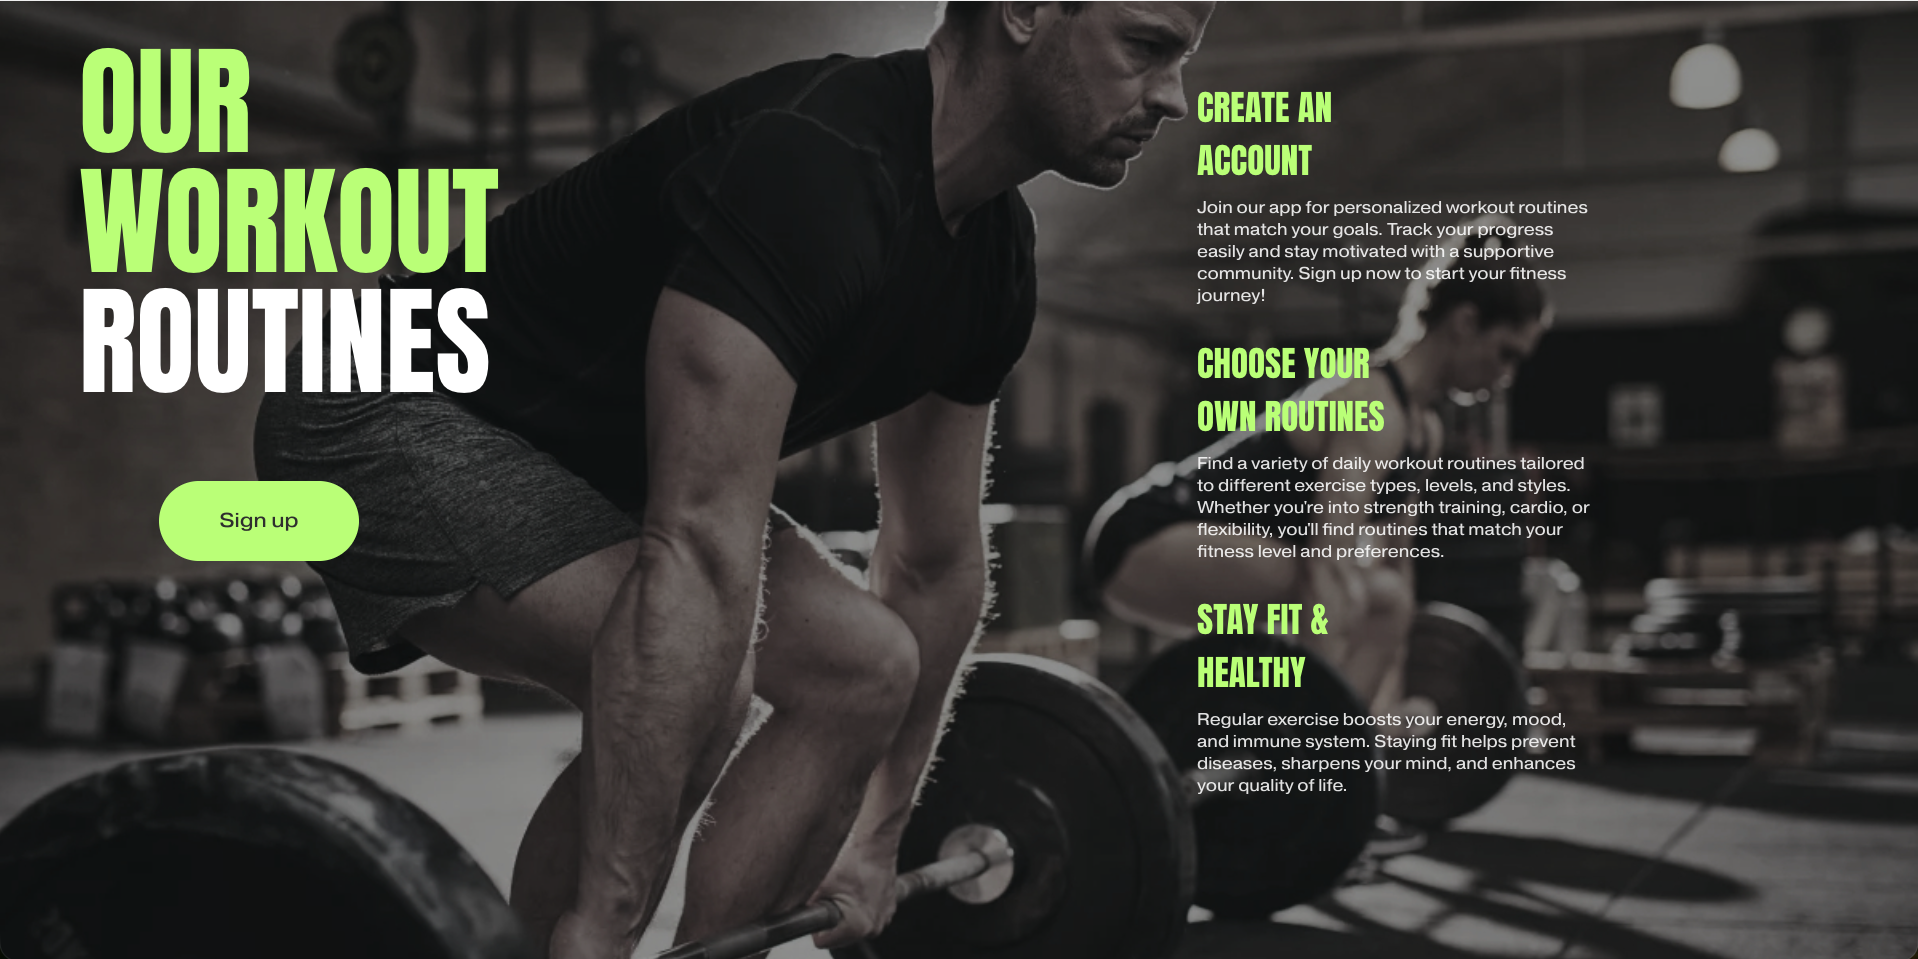 OUR
WORKOUT
ROUTINES
Sign up
CREATE AN
ACCOUNT
Join our app for personalized workout routines
that match your goals. Track your progress
easily and stay motivated with a supportive
community. Sign up now to start your fitness
journey!
CHOOSE YOUR
OWN ROUTINES
Find a variety of daily workout routines tailored
to different exercise types, levels, and styles.
Whether you're into strength training, cardio, or
flexibility, you'll find routines that match your
fitness level and preferences.
STAY FIT &
HEALTHY
Regular exercise boosts your energy, mood,
and immune system. Staying fit helps prevent
diseases, sharpens your mind, and enhances
your quality of life.